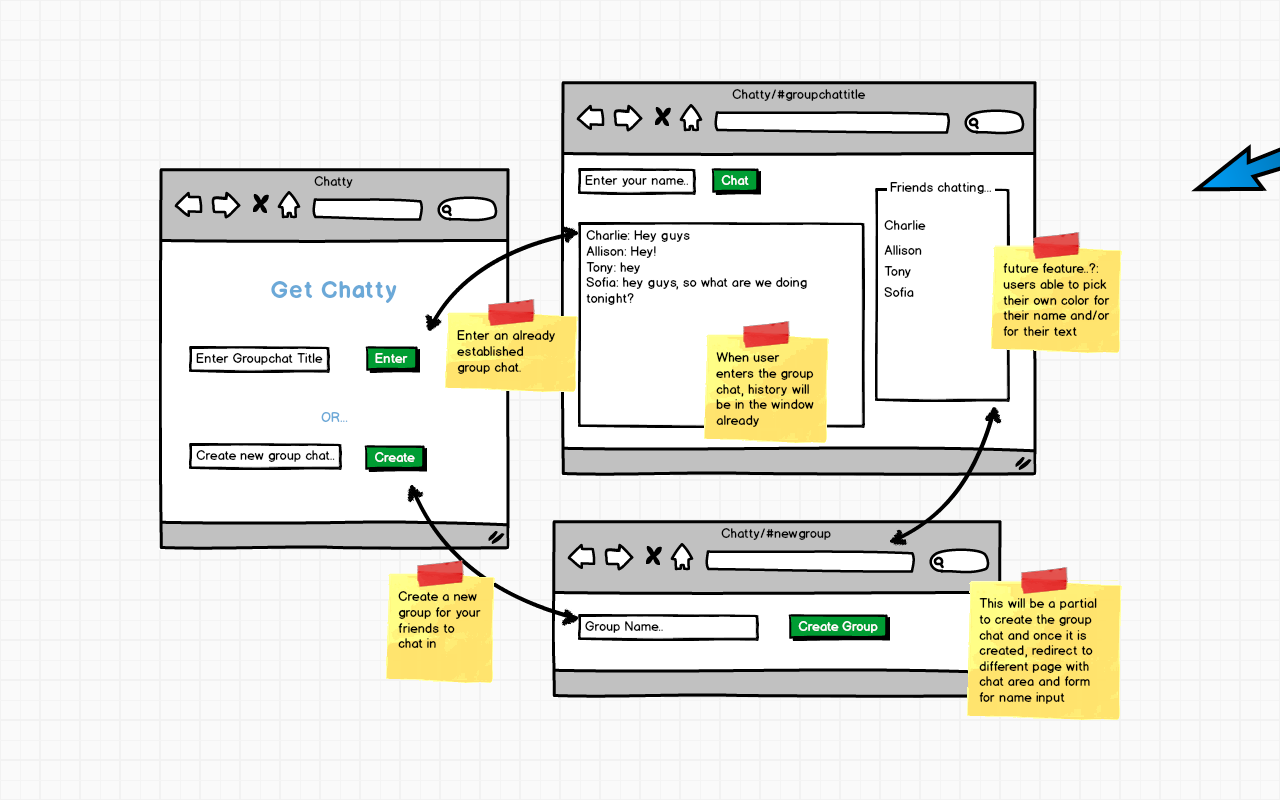 Chatty
Get Chatty
Enter Groupchat Title
Enter
OR...
Create new group chat..
Create
Enter an already
established
group chat.
Create a new
group for your
friends to
chat in
Chatty/#groupchattitle
Enter your name..
Chat
Charlie: Hey guys
Allison: Hey!
Tony: hey
Sofia: hey guys, so what are we doing
tonight?
When user
enters the group
chat, history will
be in the window
already
Friends chatting...
Charlie
Allison
Tony
Sofia
future feature..?:
users able to pick
their own color for
their name and/or
for their text
Chatty/#newgroup
Group Name..
Create Group
This will be a partial
to create the group
chat and once it is
created, redirect to
different page with
chat area and form
for name input